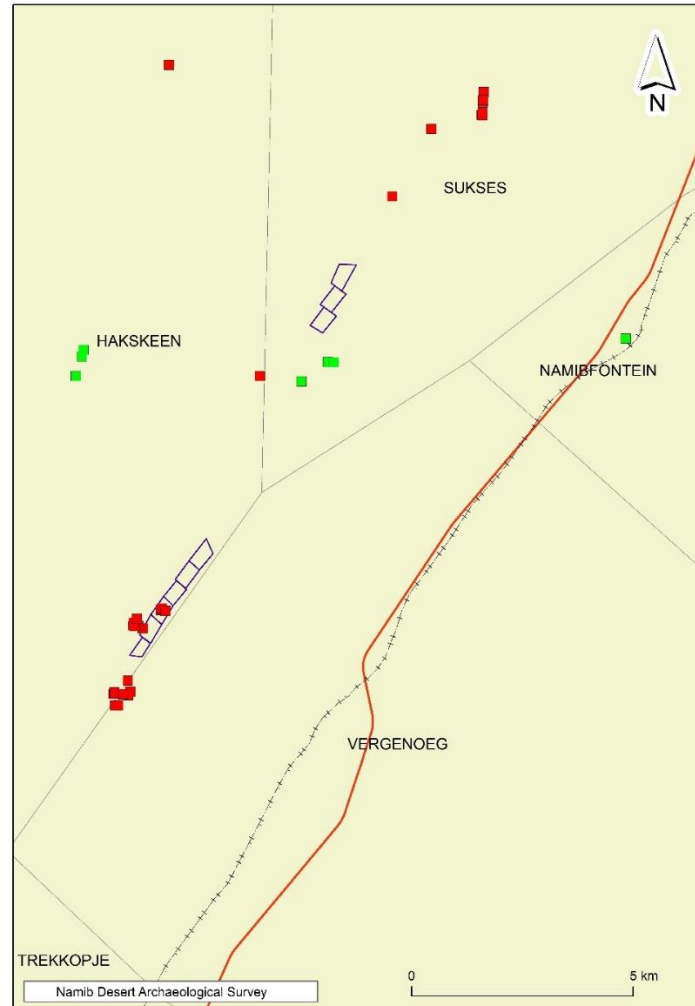 N
SUKSES
HAKSKEEN
NAMIBFONTEIN
VERGENOEG
TREKKOPJE
Namib Desert Archaeological Survey
0 5 km